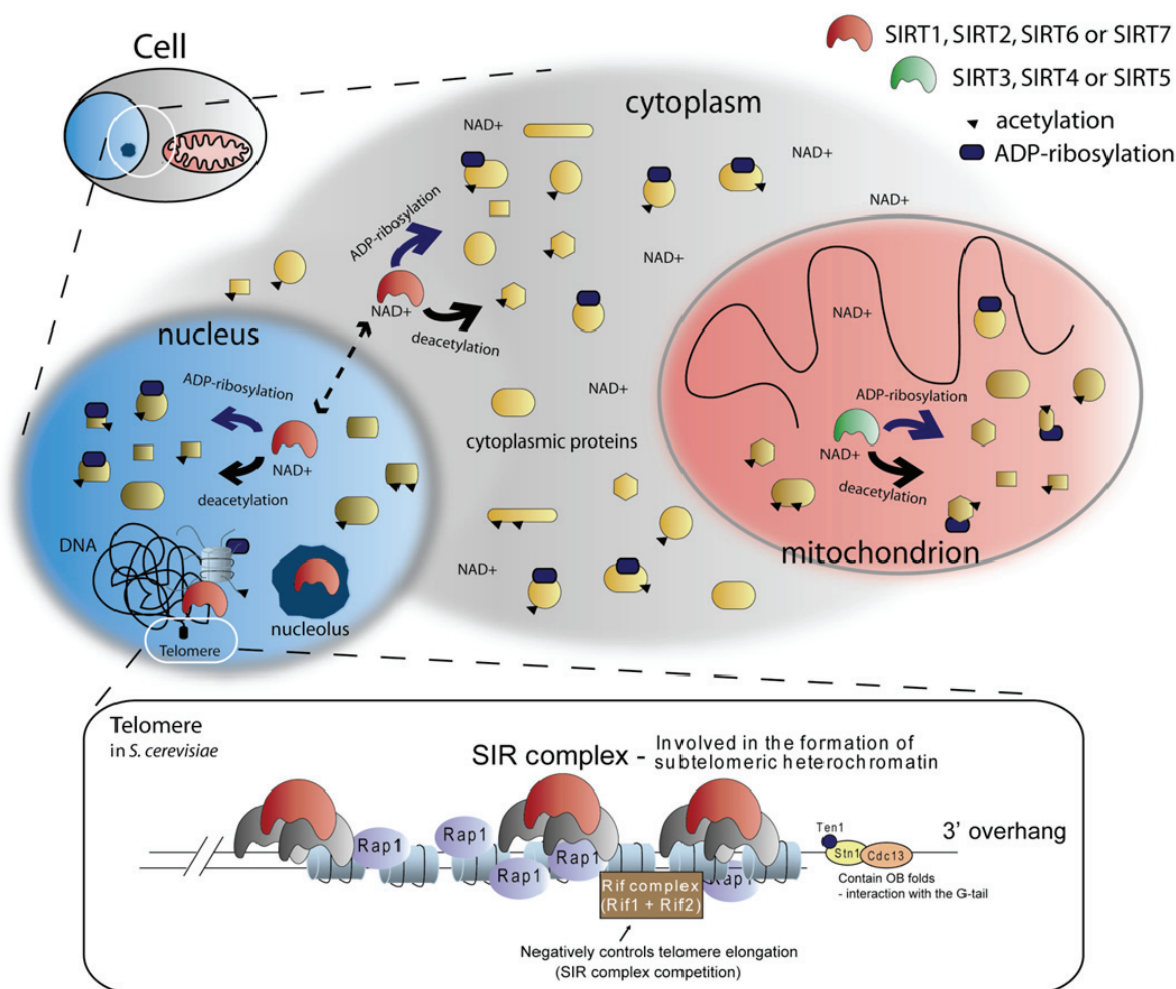 Cell
SIRT1, SIRT2, SIRT6 or SIRT7
SIRT3, SIRT4 or SIRT5
acetylation
ADP-ribosylation
cytoplasm
NAD+
NAD+
NAD+
NAD+
ADP-ribosylation
NAD+
deacetylation
NAD+
cytoplasmic proteins
NAD+
nucleus
ADP-ribosylation
NAD+
deacetylation
DNA
nucleolus
Telomere
NAD+
ADP-ribosylation
NAD+
deacetylation
mitochondrion
Telomere
in S. cerevisiae
SIR complex - Involved in the formation of
subtelomeric heterochromatin
Rap1
Rap1
Rap1
Rap1
Rap1
Rif complex
(Rif1 + Rif2)
Negatively controls telomere elongation
(SIR complex competition)
Ten1
Stn1
Cdc13
3' overhang
Contain OB folds
- interaction with the G-tail